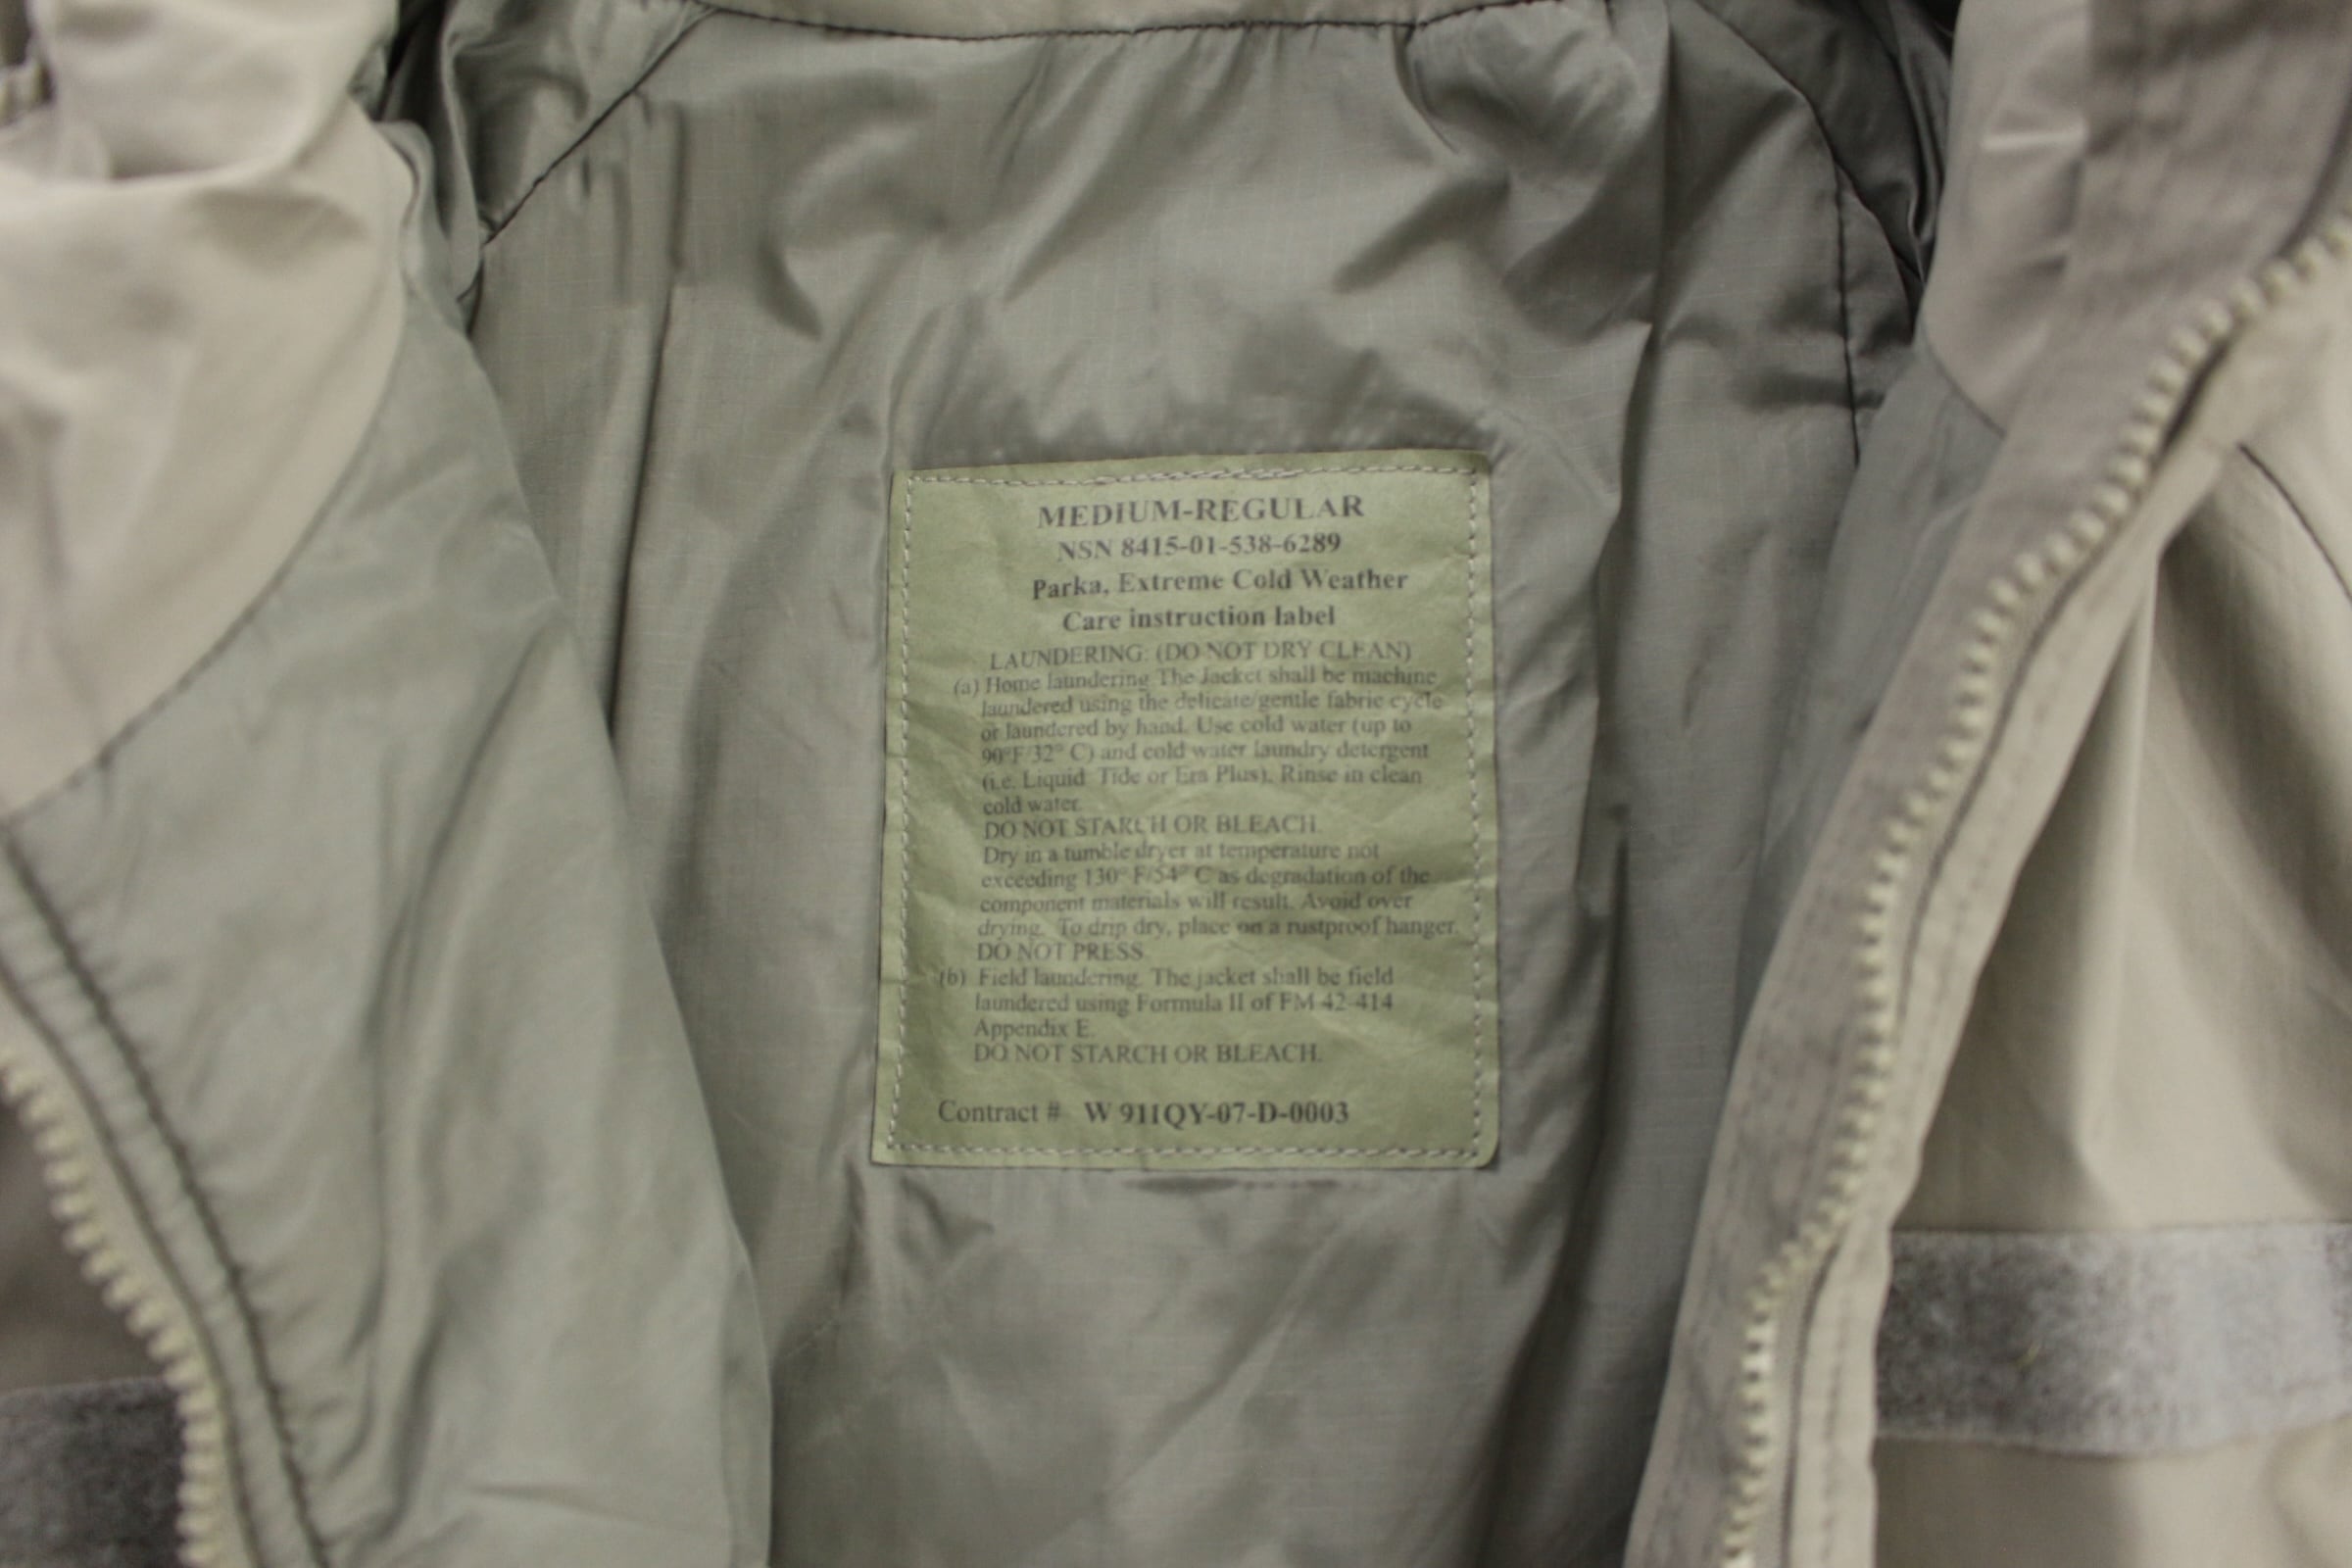 MEDIUM-REGULAR
NSN 8415-01-538-6289
Parka, Extreme Cold Weather
Care instruction label
LAUNDERING: (DO NOT DRY CLEAN)
(a) Home laundering The Jacket shall be machine
laundered using the delicate/gentle fabric cycle
or laundered by hand. Use cold water (up to
90°F/32° C) and cold water laundry detergent
(i.e. Liquid Tide or Era Plus). Rinse in clean
cold water.
DO NOT STARCH OR BLEACH.
Dry in a tumble dryer at temperature not
exceeding 130° F/54° C as degradation of the
component materials will result. Avoid over
drying. To drip dry, place on a rustproof hanger.
DO NOT PRESS
(b) Field laundering. The jacket shall be field
laundered using Formula II of FM 42-414
Appendix E.
DO NOT STARCH OR BLEACH.
Contract # W 911QY-07-D-0003